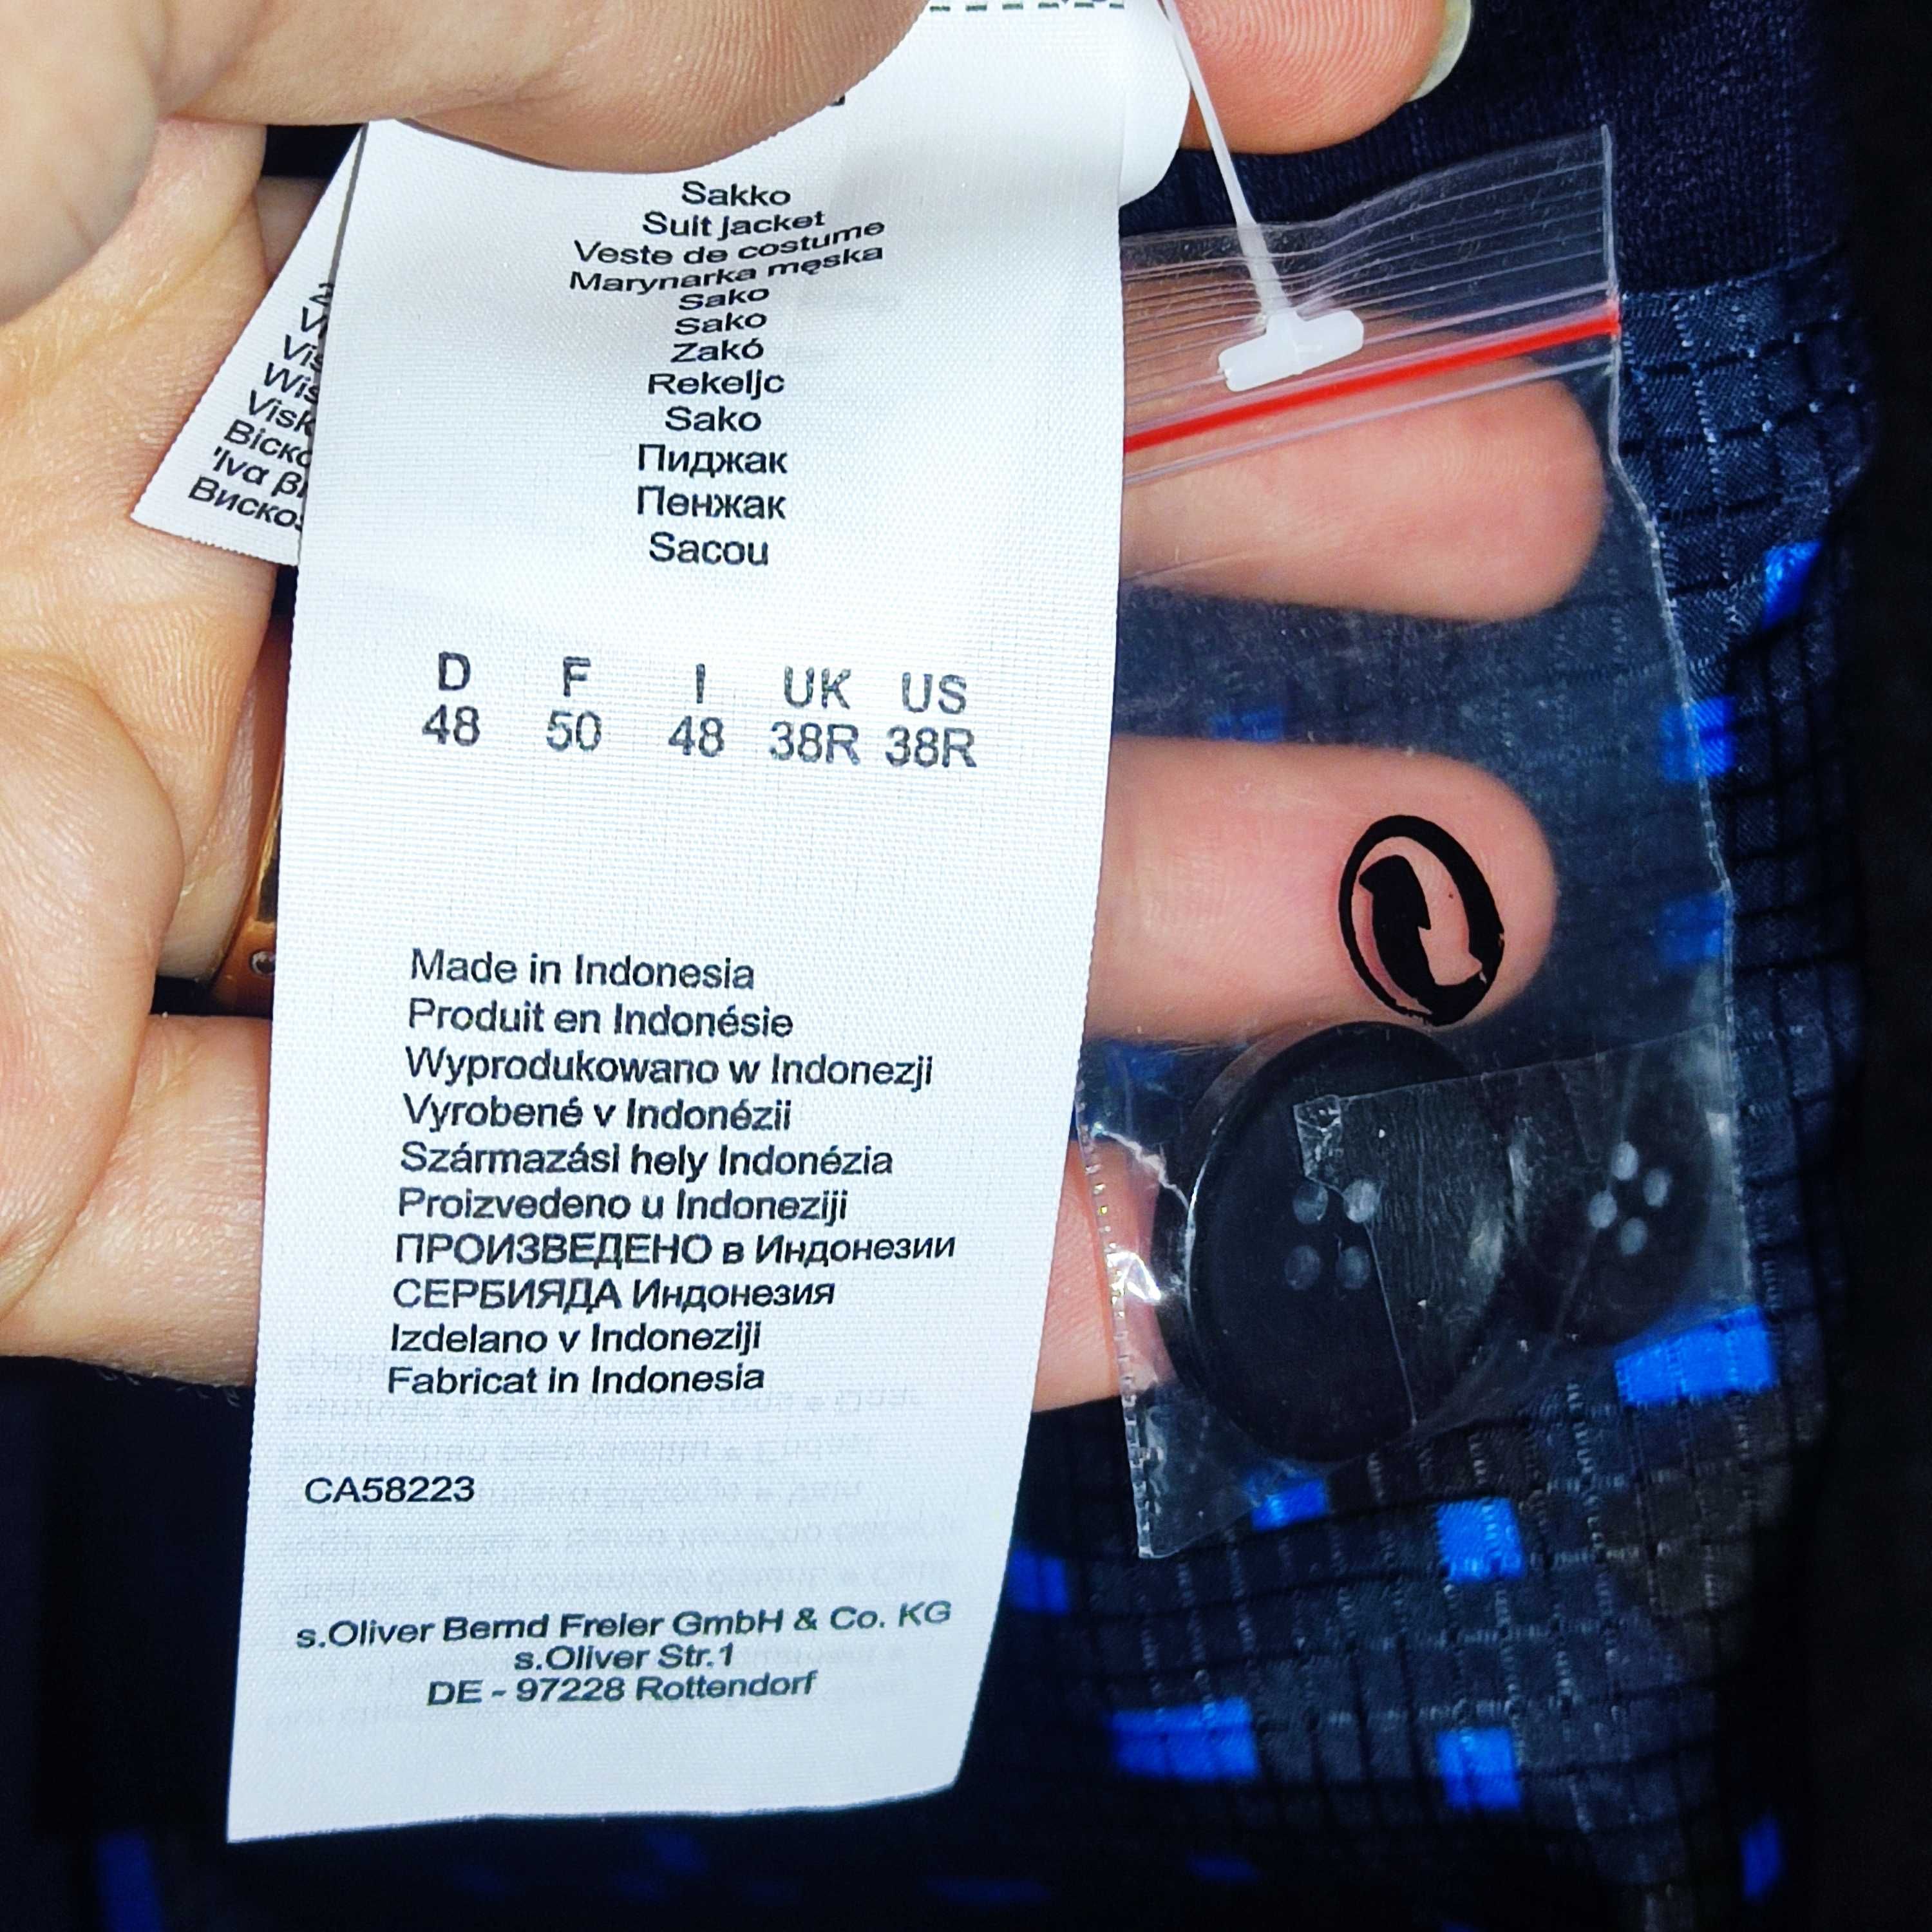 Sakko
Suit jacket
Veste de costume
Marynarka męska
Sako
Sako
Zakó
Rekeljc
Sako
Пиджак
Пенжак
Sacou
D F I UK US
48 50 48 38R 38R
Made in Indonesia
Produit en Indonésie
Wyprodukowano w Indonezji
Vyrobené v Indonézii
Származási hely Indonézia
Proizvedeno u Indoneziji
ПРОИЗВЕДЕНО в Индонезии
СЕРБИЯДА Индонезия
Izdelano v Indoneziji
Fabricat in Indonesia
CA58223
s.Oliver Bernd Freier GmbH & Co. KG
s.Oliver Str.1
DE - 97228 Rottendorf